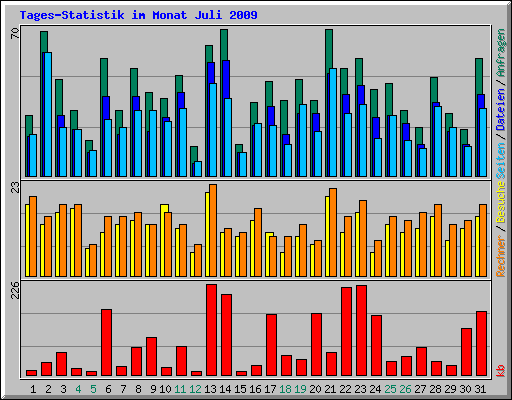 Tages-Statistik im Monat Juli 2009
70
23
226
Rechner / Besuche Seiten / Dateien / Anfragen
kb
1 2 3 4 5 6 7 8 9 10 11 12 13 14 15 16 17 18 19 20 21 22 23 24 25 26 27 28 29 30 31